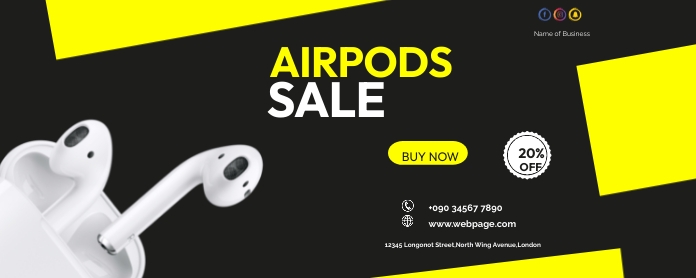 Name of Business
AIRPODS
SALE
BUY NOW
20%
OFF
+090 34567 7890
www.webpage.com
12345 Longonot Street,North Wing Avenue,London